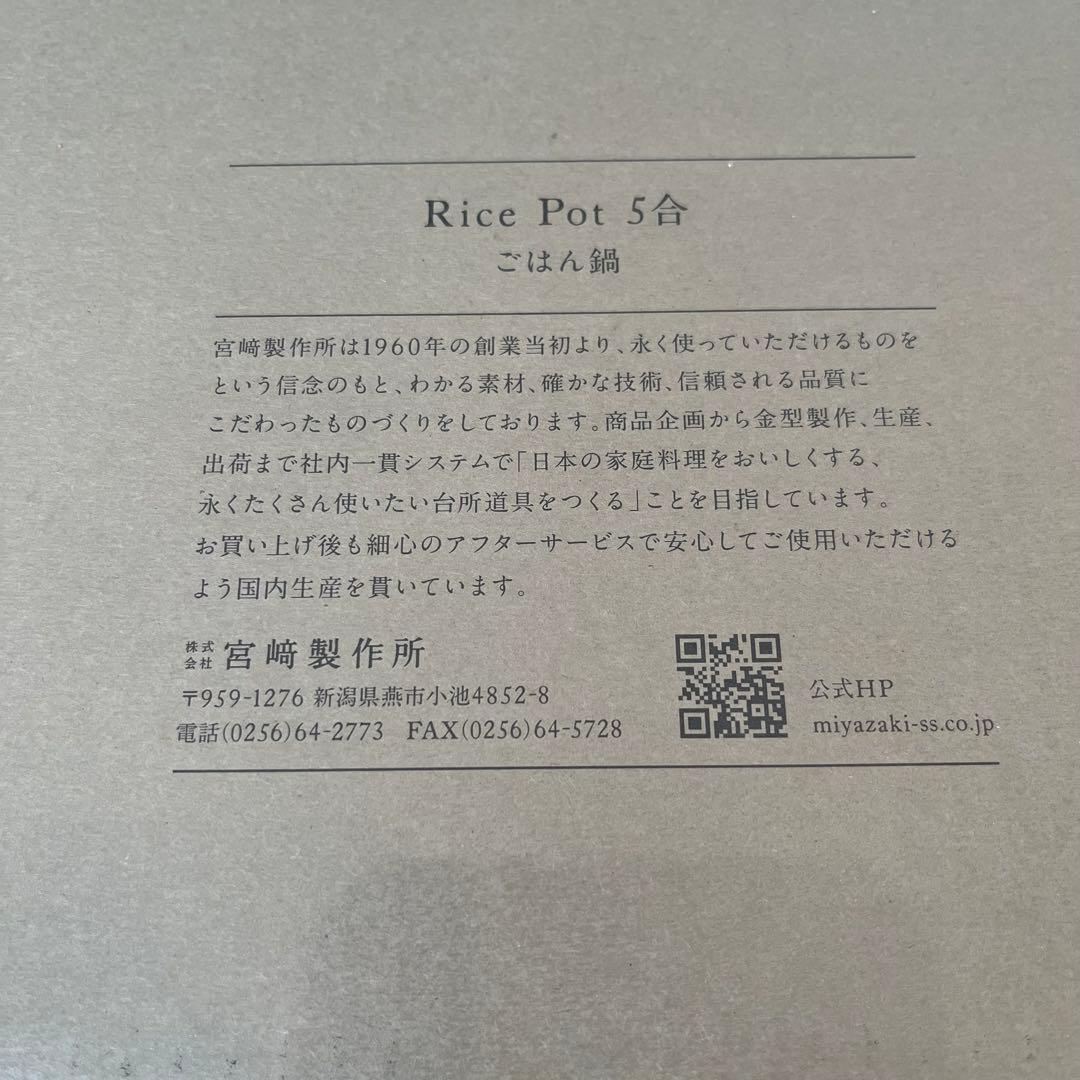 Rice Pot 5合
ごはん鍋
宮﨑製作所は1960年の創業当初より、永く使っていただけるものを
という信念のもと、わかる素材、確かな技術、信頼される品質に
こだわったものづくりをしております。商品企画から金型製作、生産、
出荷まで社内一貫システムで「日本の家庭料理をおいしくする、
永くたくさん使いたい台所道具をつくる」ことを目指しています。
お買い上げ後も細心のアフターサービスで安心してご使用いただける
よう国内生産を貫いています。
株式会社 宮﨑製作所
〒959-1276 新潟県燕市小池4852-8
電話(0256)64-2773 FAX(0256)64-5728
公式HP
miyazaki-ss.co.jp